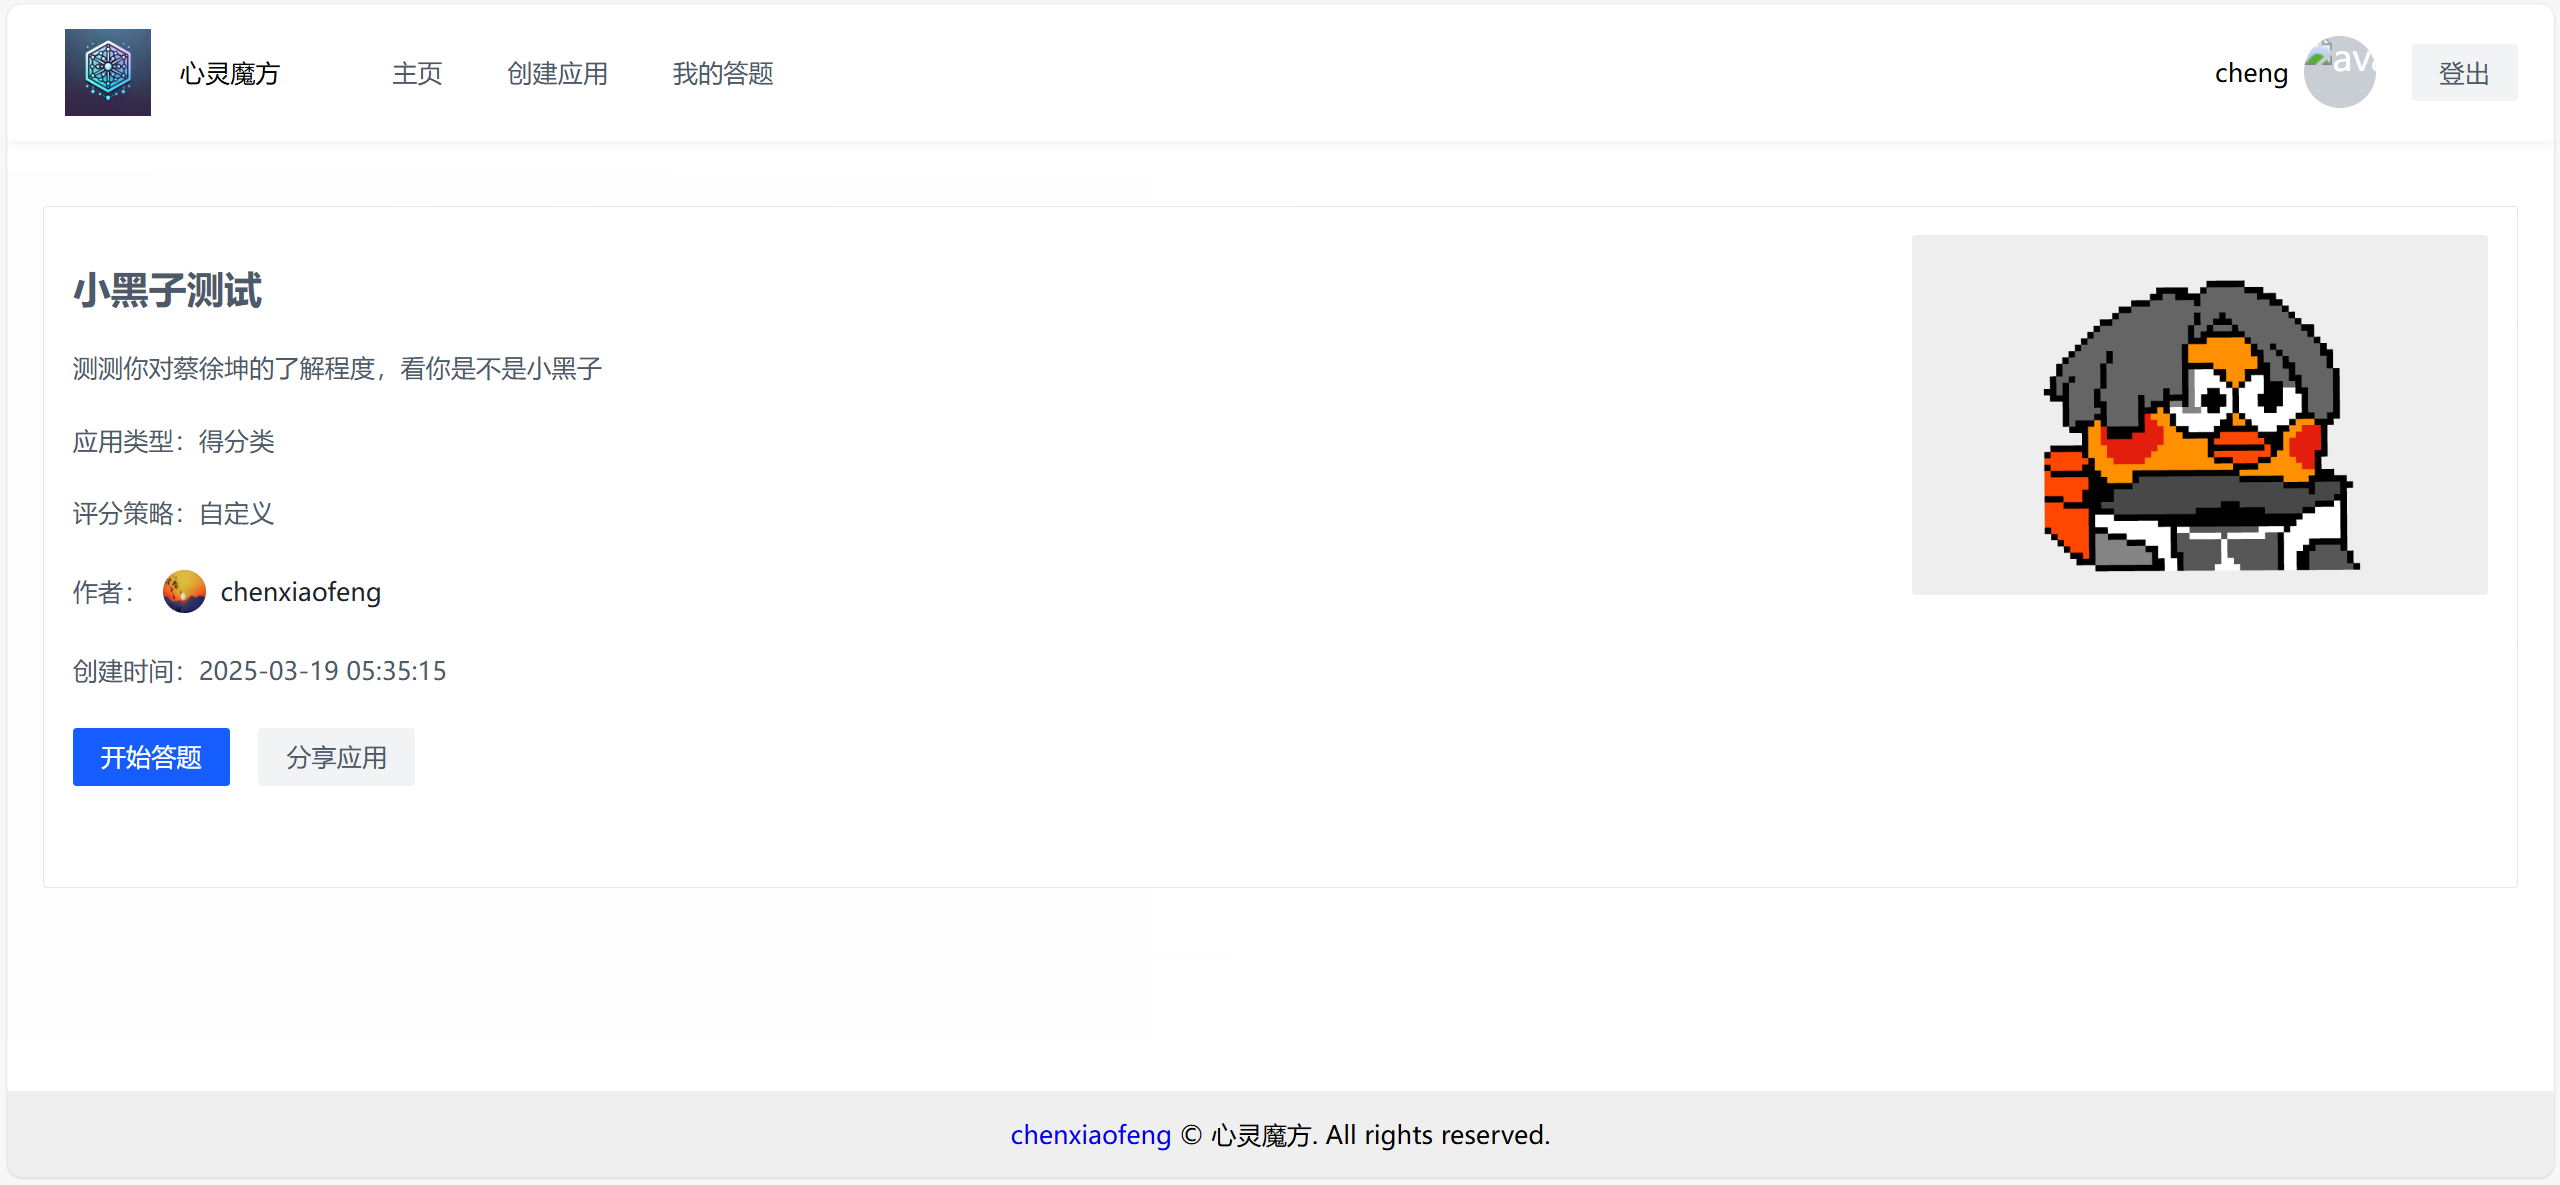 心灵魔方
主页
创建应用
我的答题
cheng
ava
登出
小黑子测试
测测你对蔡徐坤的了解程度，看你是不是小黑子
应用类型：得分类
评分策略：自定义
作者： chenxiaofeng
创建时间：2025-03-19 05:35:15
开始答题
分享应用
chenxiaofeng © 心灵魔方. All rights reserved.